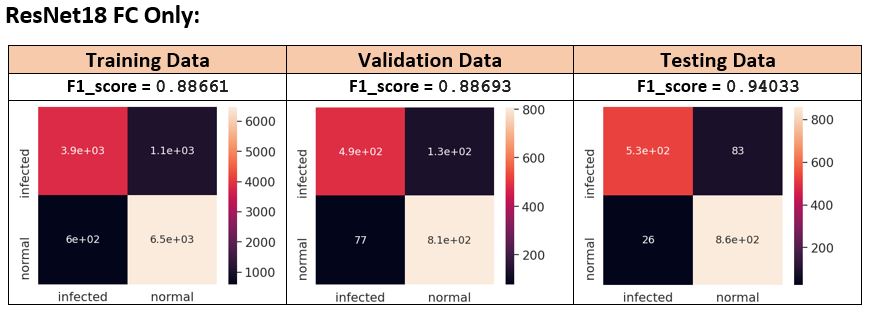 ResNet18 FC Only:
Training Data Validation Data Testing Data
F1_score = 0.88661 F1_score = 0.88693 F1_score = 0.94033
infected 3.9e+03 1.1e+03
normal 6e+02 6.5e+03
infected normal
6000
5000
4000
3000
2000
1000
infected 4.9e+02 1.3e+02
normal 77 8.1e+02
infected normal
800
600
400
200
infected 5.3e+02 83
normal 26 8.6e+02
infected normal
800
600
400
200